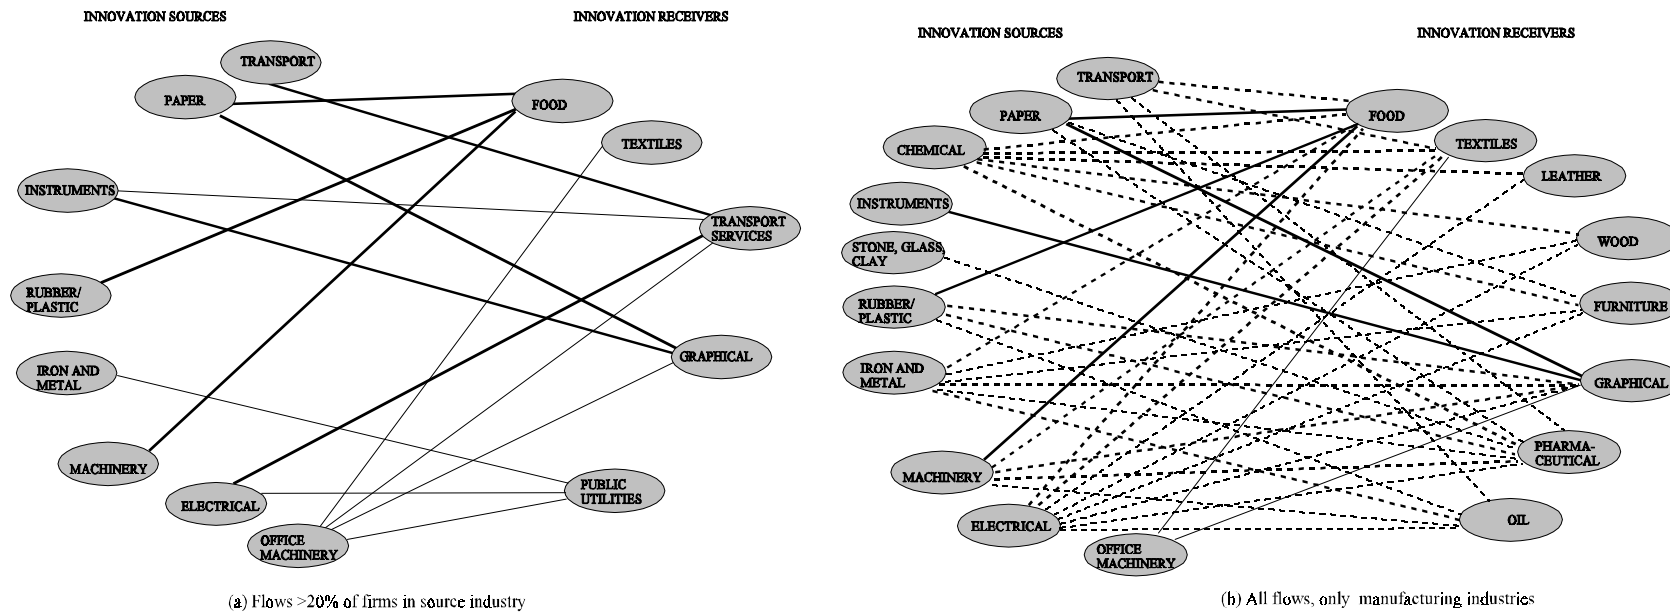 INNOVATION SOURCES
INNOVATION RECEIVERS
TRANSPORT
PAPER
FOOD
TEXTILES
INSTRUMENTS
TRANSPORT
SERVICES
RUBBER/
PLASTIC
GRAPHICAL
IRON AND
METAL
MACHINERY
PUBLIC
UTILITIES
ELECTRICAL
OFFICE
MACHINERY
(a) Flows >20% of firms in source industry
INNOVATION SOURCES
INNOVATION RECEIVERS
TRANSPORT
PAPER
FOOD
CHEMICAL
TEXTILES
LEATHER
INSTRUMENTS
STONE, GLASS,
CLAY
WOOD
RUBBER/
PLASTIC
FURNITURE
IRON AND
METAL
GRAPHICAL
MACHINERY
PHARMA-
CEUTICAL
ELECTRICAL
OIL
OFFICE
MACHINERY
(b) All flows, only manufacturing industries